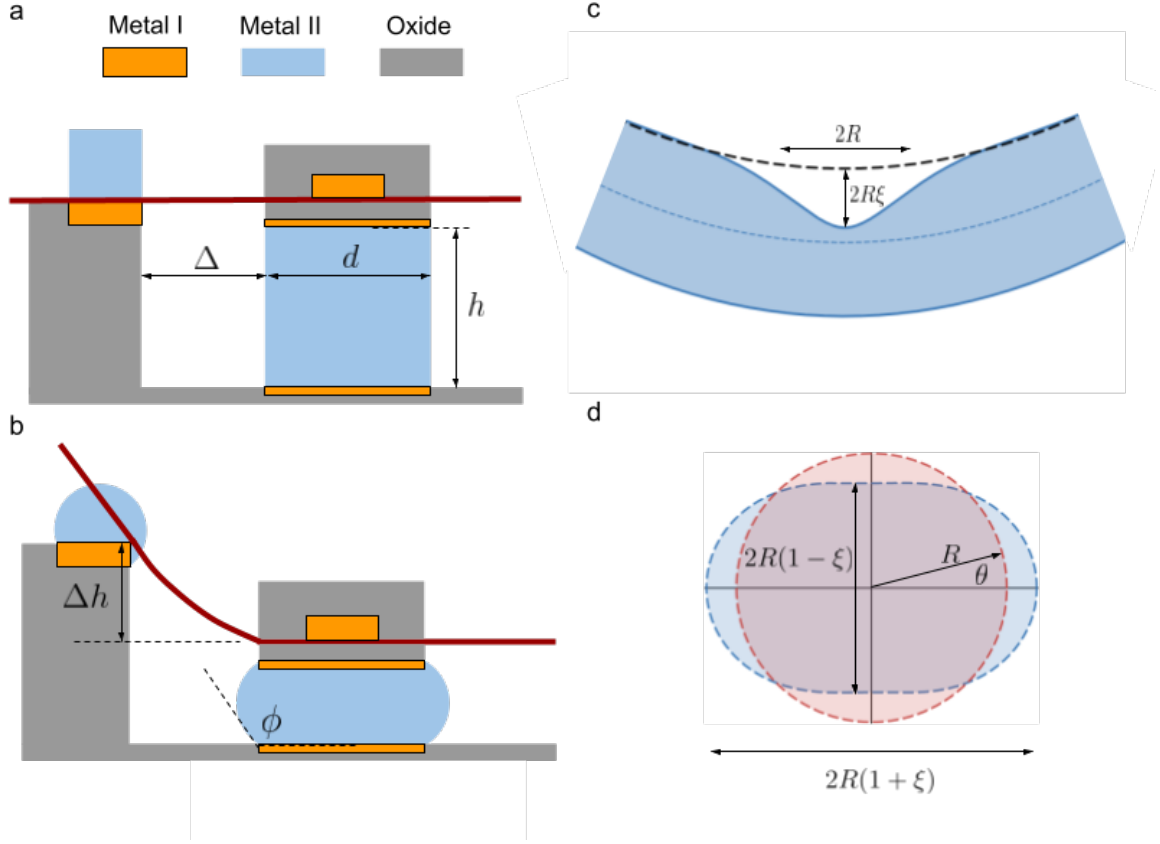 a
Metal I
Metal II
Oxide
Δ
d
h
b
Δh
ϕ
c
2R
2Rξ
d
2R(1 − ξ)
R
θ
2R(1 + ξ)